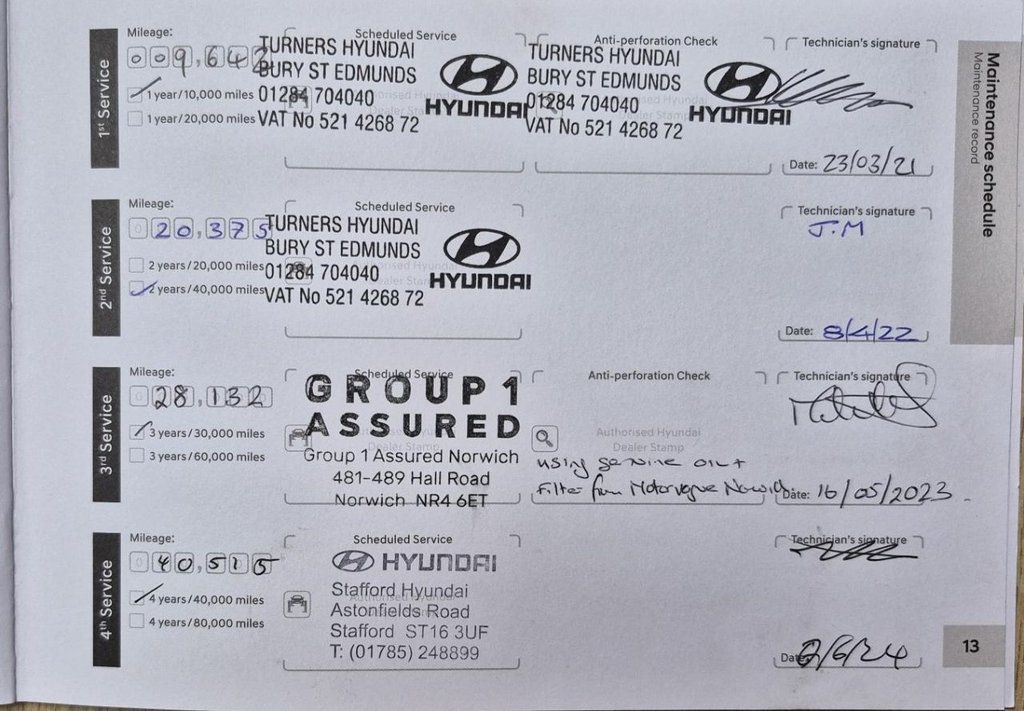 Maintenance schedule
Maintenance record
1st Service
Mileage:
009,642
1 year/10,000 miles
1 year/20,000 miles
Scheduled Service
TURNERS HYUNDAI
BURY ST EDMUNDS
01284 704040
VAT No 521 4268 72
HYUNDAI
Anti-perforation Check
TURNERS HYUNDAI
BURY ST EDMUNDS
01284 704040
VAT No 521 4268 72
HYUNDAI
Technician's signature
Date: 23/03/21
2nd Service
Mileage:
0 20,375
2 years/20,000 miles
2 years/40,000 miles
Scheduled Service
TURNERS HYUNDAI
BURY ST EDMUNDS
01284 704040
VAT No 521 4268 72
HYUNDAI
Technician's signature
J.M
Date: 8/4/22
3rd Service
Mileage:
0 28,132
3 years/30,000 miles
3 years/60,000 miles
Scheduled Service
GROUP 1
ASSURED
Group 1 Assured Norwich
481-489 Hall Road
Norwich NR4 6ET
Anti-perforation Check
Authorised Hyundai
Dealer Stamp
using genuine oil +
Filter from Motorvogue Norwich
Technician's signature
Date: 16/05/2023
4th Service
Mileage:
0 40,515
4 years/40,000 miles
4 years/80,000 miles
Scheduled Service
HYUNDAI
Stafford Hyundai
Astonfields Road
Stafford ST16 3UF
T: (01785) 248899
Technician's signature
Date /6/24
13